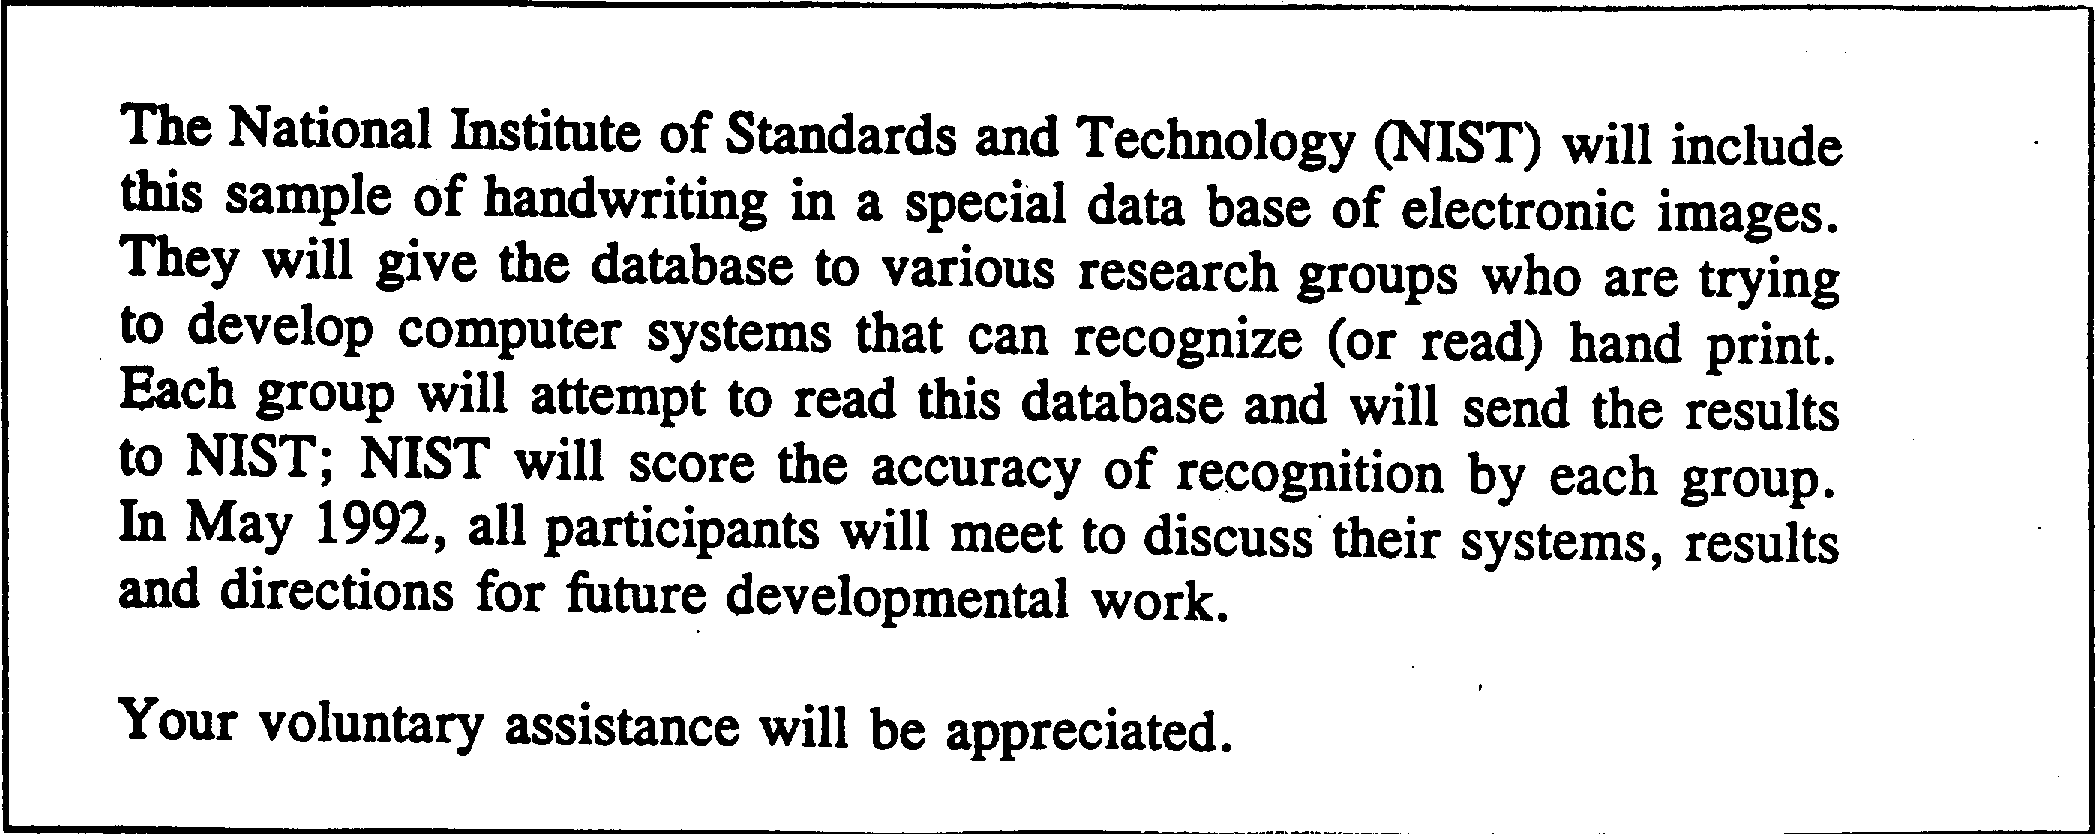 The National Institute of Standards and Technology (NIST) will include
this sample of handwriting in a special data base of electronic images.
They will give the database to various research groups who are trying
to develop computer systems that can recognize (or read) hand print.
Each group will attempt to read this database and will send the results
to NIST; NIST will score the accuracy of recognition by each group.
In May 1992, all participants will meet to discuss their systems, results
and directions for future developmental work.
Your voluntary assistance will be appreciated.